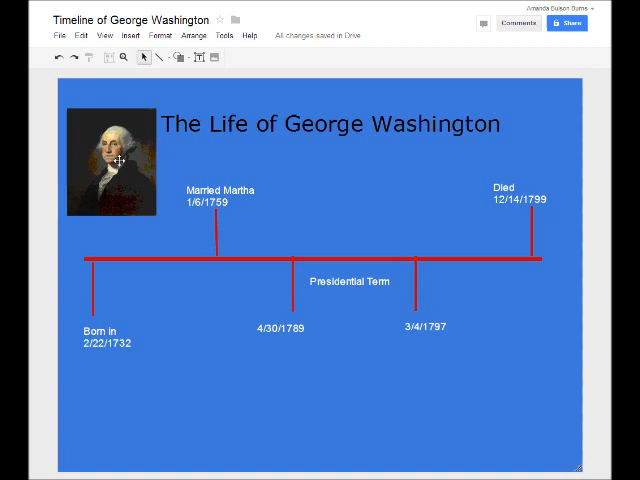 Amanda Buison Burns
Timeline of George Washington
Comments
Share
File Edit View Insert Format Arrange Tools Help All changes saved in Drive
The Life of George Washington
Married Martha
1/6/1759
Died
12/14/1799
Presidential Term
Born in
2/22/1732
4/30/1789
3/4/1797